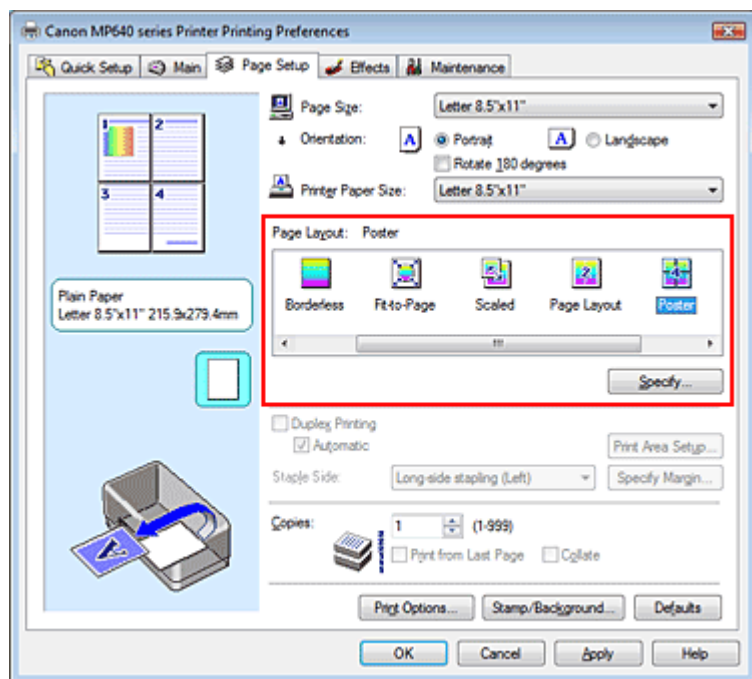 Canon MP640 series Printer Printing Preferences
Quick Setup Main Page Setup Effects Maintenance
1 2
3 4
Plain Paper
Letter 8.5"x11" 215.9x279.4mm
Page Size: Letter 8.5"x11"
Orientation: A Portrait A Landscape
Rotate 180 degrees
Printer Paper Size: Letter 8.5"x11"
Page Layout: Poster
Borderless Fit-to-Page Scaled Page Layout Poster
Specify...
Duplex Printing
Automatic Print Area Setup...
Staple Side: Long-side stapling (Left) Specify Margin...
Copies: 1 (1-999)
Print from Last Page Collate
Print Options... Stamp/Background... Defaults
OK Cancel Apply Help